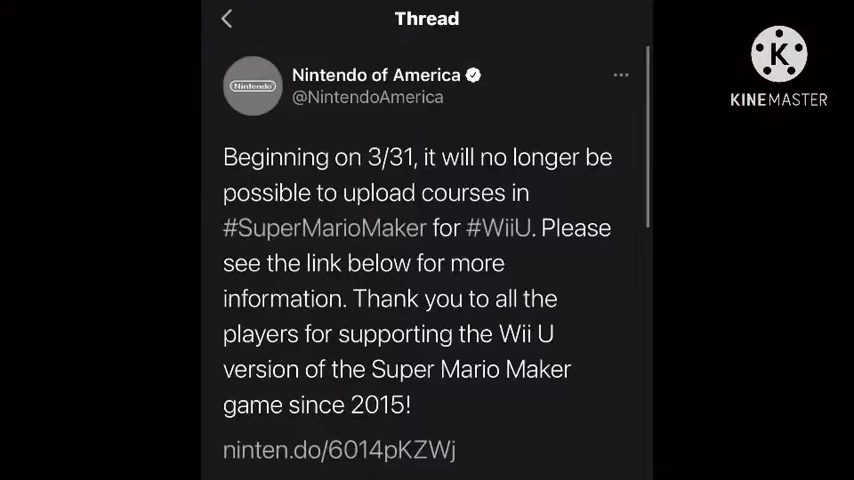 Thread
Nintendo of America
@NintendoAmerica
Nintendo
Beginning on 3/31, it will no longer be
possible to upload courses in
#SuperMarioMaker for #WiiU. Please
see the link below for more
information. Thank you to all the
players for supporting the Wii U
version of the Super Mario Maker
game since 2015!
ninten.do/6014pKZWj
K
KINEMASTER